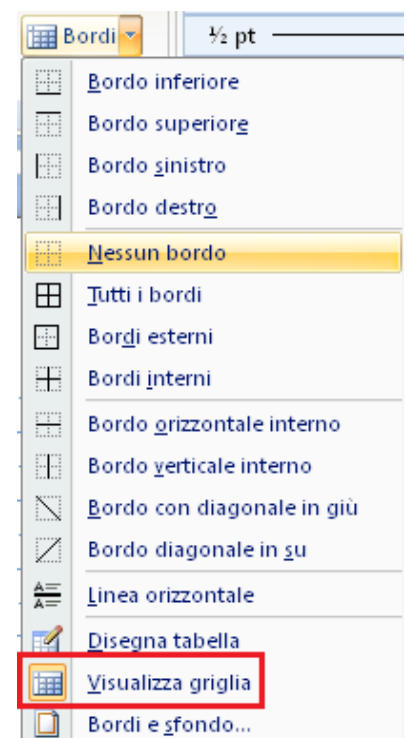 Bordi ½ pt
Bordo inferiore
Bordo superiore
Bordo sinistro
Bordo destro
Nessun bordo
Tutti i bordi
Bordi esterni
Bordi interni
Bordo orizzontale interno
Bordo verticale interno
Bordo con diagonale in giù
Bordo diagonale in su
Linea orizzontale
Disegna tabella
Visualizza griglia
Bordi e sfondo...